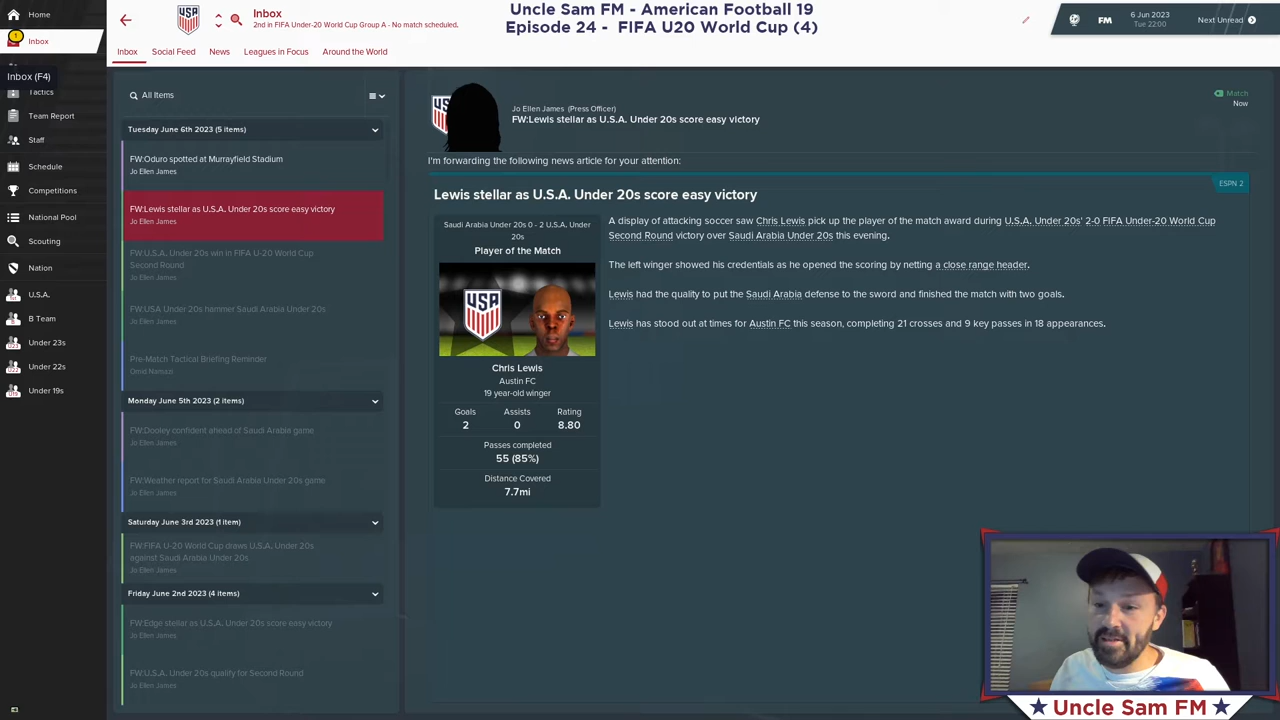 Home
1
Inbox
Inbox (F4)
Tactics
Team Report
Staff
Schedule
Competitions
National Pool
Scouting
Nation
U.S.A.
B Team
Under 23s
Under 22s
Under 19s
Inbox
2nd in FIFA Under-20 World Cup Group A - No match scheduled.
Uncle Sam FM - American Football 19
Episode 24 - FIFA U20 World Cup (4)
FM
6 Jun 2023
Tue 22:00
Next Unread
Inbox
Social Feed
News
Leagues in Focus
Around the World
All Items
Tuesday June 6th 2023 (5 items)
FW:Oduro spotted at Murrayfield Stadium
Jo Ellen James
FW:Lewis stellar as U.S.A. Under 20s score easy victory
Jo Ellen James
FW:U.S.A. Under 20s win in FIFA U-20 World Cup
Second Round
Jo Ellen James
FW:USA Under 20s hammer Saudi Arabia Under 20s
Jo Ellen James
Pre-Match Tactical Briefing Reminder
Omid Namazi
Monday June 5th 2023 (2 items)
FW:Dooley confident ahead of Saudi Arabia game
Jo Ellen James
FW:Weather report for Saudi Arabia Under 20s game
Jo Ellen James
Saturday June 3rd 2023 (1 item)
FW:FIFA U-20 World Cup draws U.S.A. Under 20s
against Saudi Arabia Under 20s
Jo Ellen James
Friday June 2nd 2023 (4 items)
FW:Edge stellar as U.S.A. Under 20s score easy victory
Jo Ellen James
FW:U.S.A. Under 20s qualify for Second Round
Jo Ellen James
Jo Ellen James (Press Officer)
FW:Lewis stellar as U.S.A. Under 20s score easy victory
Match
Now
I'm forwarding the following news article for your attention:
ESPN 2
Lewis stellar as U.S.A. Under 20s score easy victory
Saudi Arabia Under 20s 0 - 2 U.S.A. Under
20s
Player of the Match
USA
Chris Lewis
Austin FC
19 year-old winger
Goals Assists Rating
2 0 8.80
Passes completed
55 (85%)
Distance Covered
7.7mi
A display of attacking soccer saw Chris Lewis pick up the player of the match award during U.S.A. Under 20s' 2-0 FIFA Under-20 World Cup
Second Round victory over Saudi Arabia Under 20s this evening.
The left winger showed his credentials as he opened the scoring by netting a close range header.
Lewis had the quality to put the Saudi Arabia defense to the sword and finished the match with two goals.
Lewis has stood out at times for Austin FC this season, completing 21 crosses and 9 key passes in 18 appearances.
Uncle Sam FM